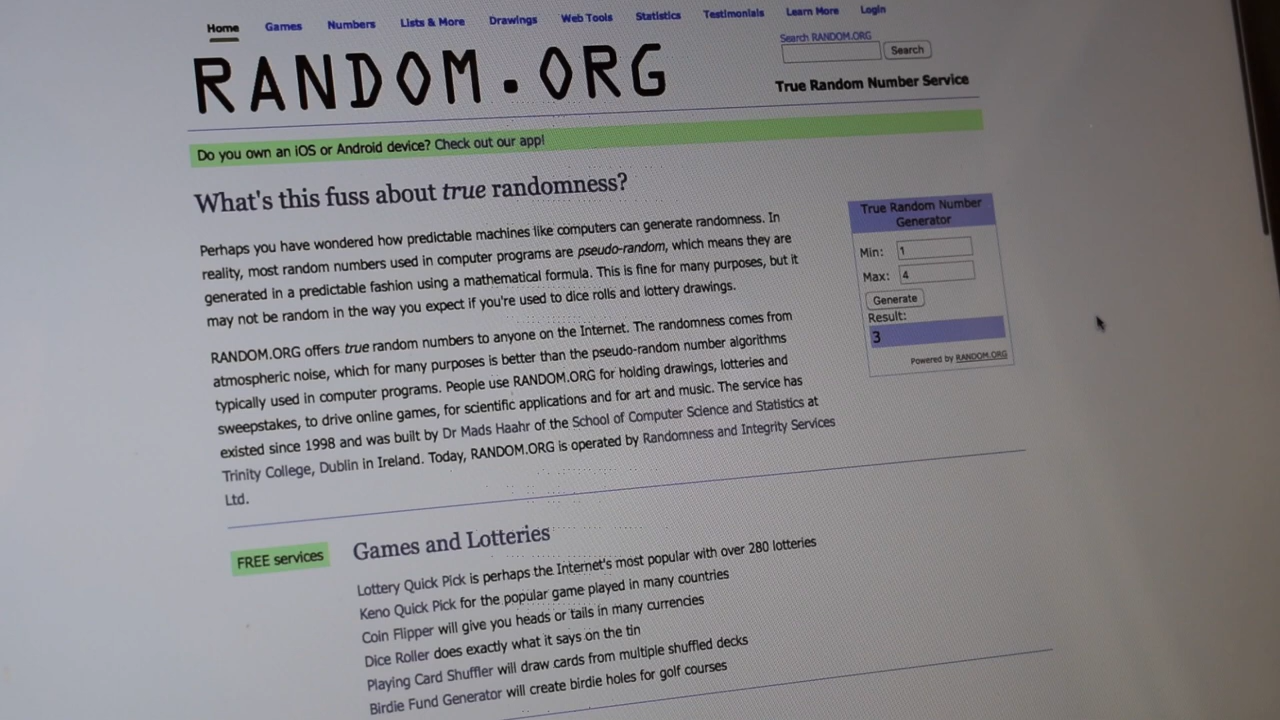 Home Games Numbers Lists & More Drawings Web Tools Statistics Testimonials Learn More Login
RANDOM.ORG
Search RANDOM.ORG
Search
True Random Number Service
Do you own an iOS or Android device? Check out our app!
What's this fuss about true randomness?
Perhaps you have wondered how predictable machines like computers can generate randomness. In
reality, most random numbers used in computer programs are pseudo-random, which means they are
generated in a predictable fashion using a mathematical formula. This is fine for many purposes, but it
may not be random in the way you expect if you're used to dice rolls and lottery drawings.
RANDOM.ORG offers true random numbers to anyone on the Internet. The randomness comes from
atmospheric noise, which for many purposes is better than the pseudo-random number algorithms
typically used in computer programs. People use RANDOM.ORG for holding drawings, lotteries and
sweepstakes, to drive online games, for scientific applications and for art and music. The service has
existed since 1998 and was built by Dr Mads Haahr of the School of Computer Science and Statistics at
Trinity College, Dublin in Ireland. Today, RANDOM.ORG is operated by Randomness and Integrity Services
Ltd.
True Random Number
Generator
Min: 1
Max: 4
Generate
Result:
3
Powered by RANDOM.ORG
FREE services
Games and Lotteries
Lottery Quick Pick is perhaps the Internet's most popular with over 280 lotteries
Keno Quick Pick for the popular game played in many countries
Coin Flipper will give you heads or tails in many currencies
Dice Roller does exactly what it says on the tin
Playing Card Shuffler will draw cards from multiple shuffled decks
Birdie Fund Generator will create birdie holes for golf courses